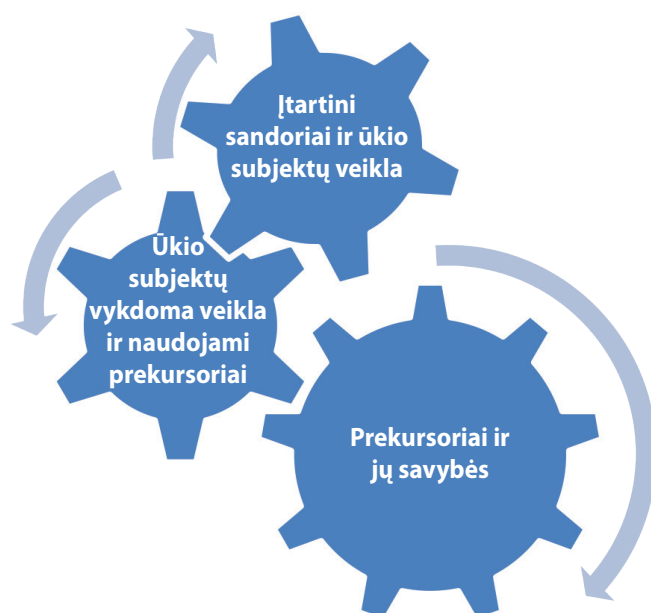 Įtartini
sandoriai ir ūkio
subjektų veikla
Ūkio
subjektų
vykdoma veikla
ir naudojami
prekursoriai
Prekursoriai ir
jų savybės